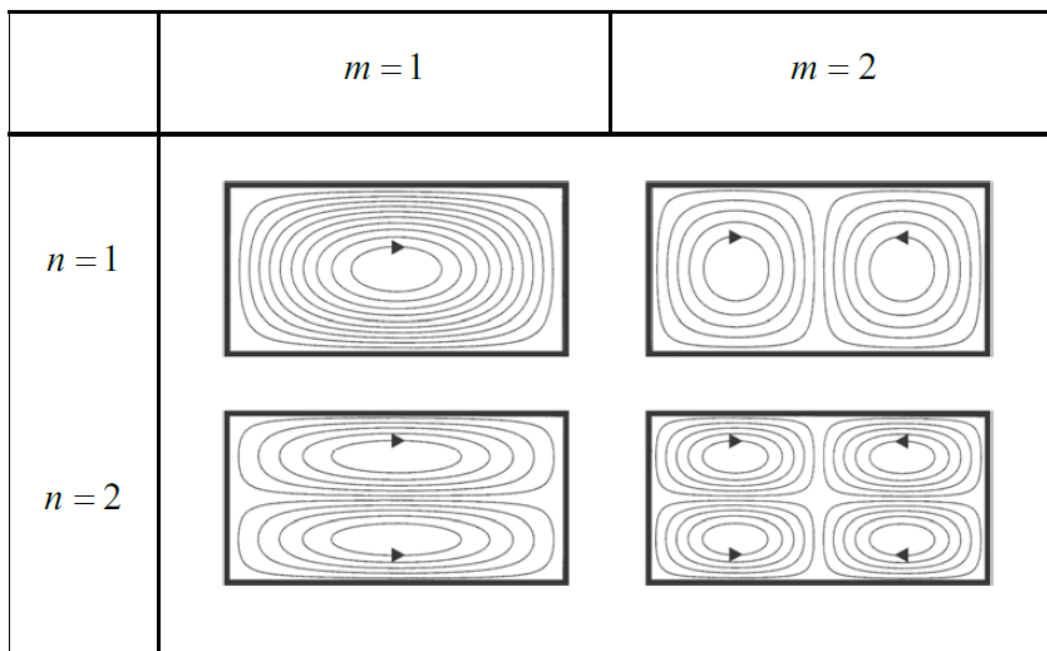 m = 1
m = 2
n = 1
n = 2